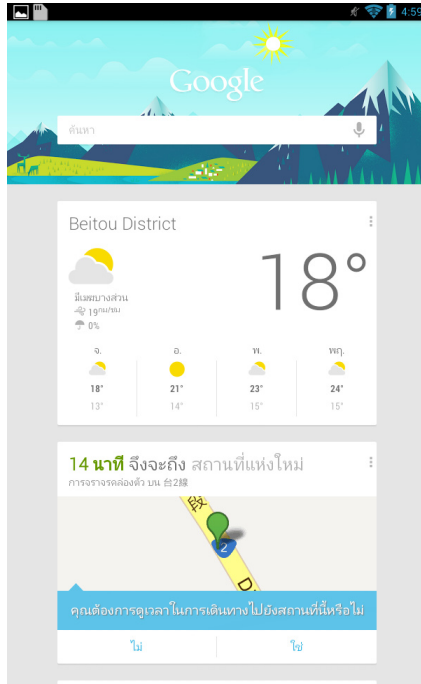 4:59
Google
ค้นหา
Beitou District
18°
มีเมฆบางส่วน
19กม/ชม
0%
จ. อ. พ. พฤ.
18° 21° 23° 24°
13° 14° 15° 15°
14 นาที จึงจะถึง สถานที่แห่งใหม่
การจราจรคล่องตัว บน 台2線
段
2
D
คุณต้องการดูเวลาในการเดินทางไปยังสถานที่นี้หรือไม่
ไม่ ใช่